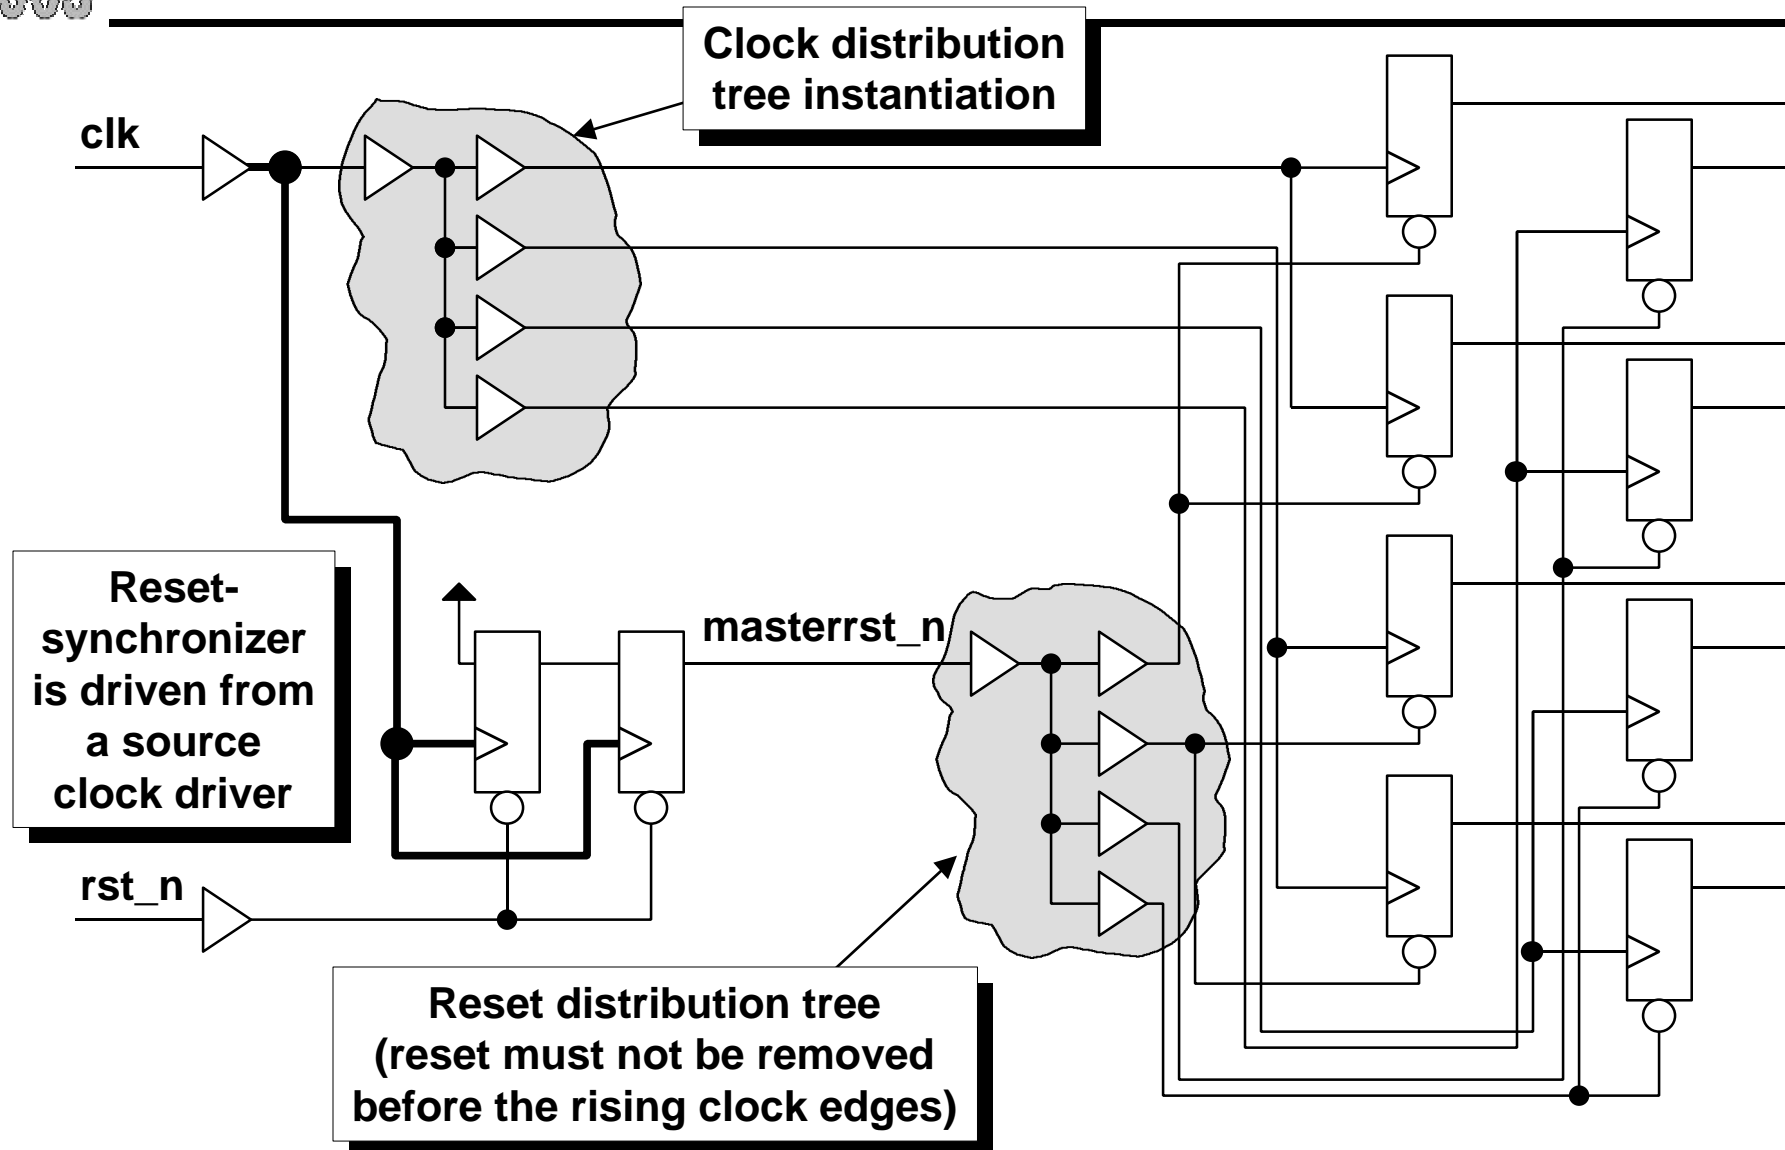 Clock distribution
tree instantiation
clk
Reset-
synchronizer
is driven from
a source
clock driver
masterrst_n
rst_n
Reset distribution tree
(reset must not be removed
before the rising clock edges)